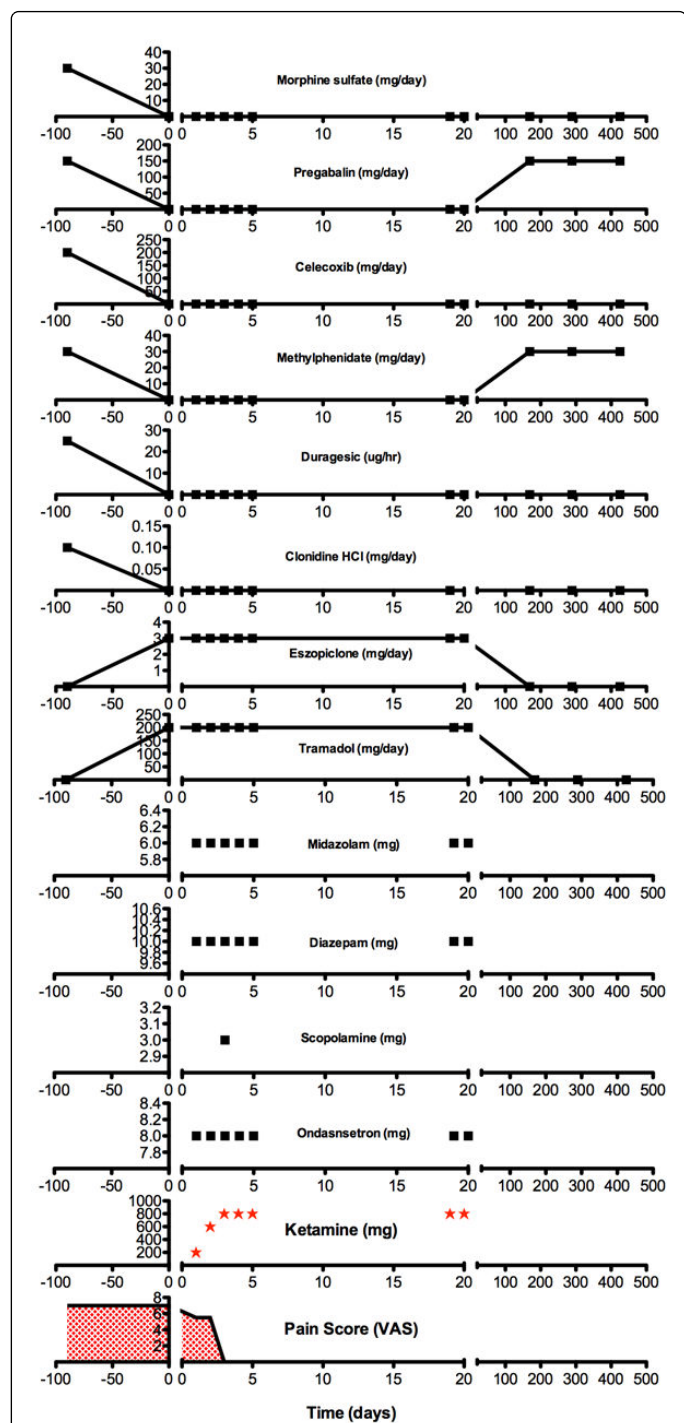 40
30
20
10
Morphine sulfate (mg/day)
-100 -50 0 0 5 10 15 20 100 200 300 400 500
200
150
100
50
Pregabalin (mg/day)
-100 -50 0 0 5 10 15 20 100 200 300 400 500
250
200
150
100
50
Celecoxib (mg/day)
-100 -50 0 0 5 10 15 20 100 200 300 400 500
40
30
20
10
Methylphenidate (mg/day)
-100 -50 0 0 5 10 15 20 100 200 300 400 500
30
20
10
Duragesic (ug/hr)
-100 -50 0 0 5 10 15 20 100 200 300 400 500
0.15
0.10
0.05
Clonidine HCl (mg/day)
-100 -50 0 0 5 10 15 20 100 200 300 400 500
4
3
2
1
Eszopiclone (mg/day)
-100 -50 0 0 5 10 15 20 100 200 300 400 500
250
200
150
100
50
Tramadol (mg/day)
-100 -50 0 0 5 10 15 20 100 200 300 400 500
6.4
6.2
6.0
5.8
Midazolam (mg)
-100 -50 0 0 5 10 15 20 100 200 300 400 500
10.6
10.4
10.2
10.0
9.8
9.6
Diazepam (mg)
-100 -50 0 0 5 10 15 20 100 200 300 400 500
3.2
3.1
3.0
2.9
Scopolamine (mg)
-100 -50 0 0 5 10 15 20 100 200 300 400 500
8.4
8.2
8.0
7.8
Ondasnsetron (mg)
-100 -50 0 0 5 10 15 20 100 200 300 400 500
1000
800
600
400
200
Ketamine (mg)
-100 -50 0 0 5 10 15 20 100 200 300 400 500
8
6
4
2
Pain Score (VAS)
-100 -50 0 0 5 10 15 20 100 200 300 400 500
Time (days)